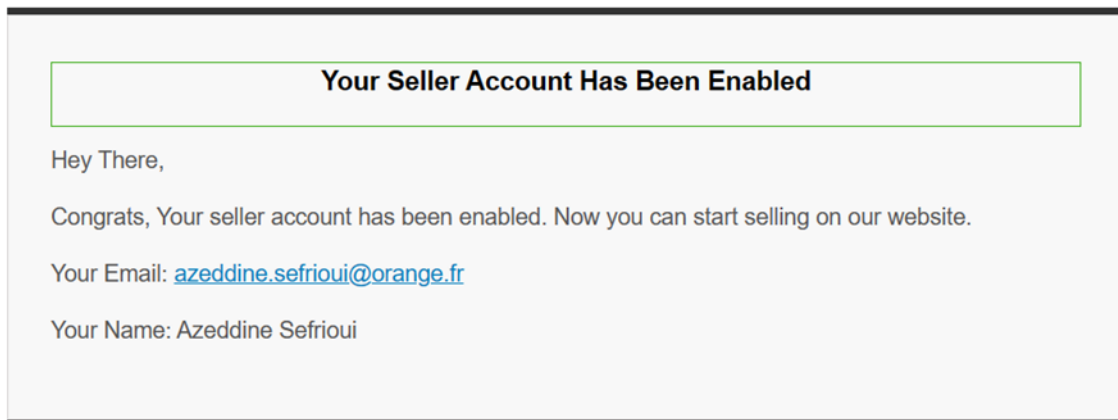 Your Seller Account Has Been Enabled
Hey There,
Congrats, Your seller account has been enabled. Now you can start selling on our website.
Your Email: azeddine.sefrioui@orange.fr
Your Name: Azeddine Sefrioui